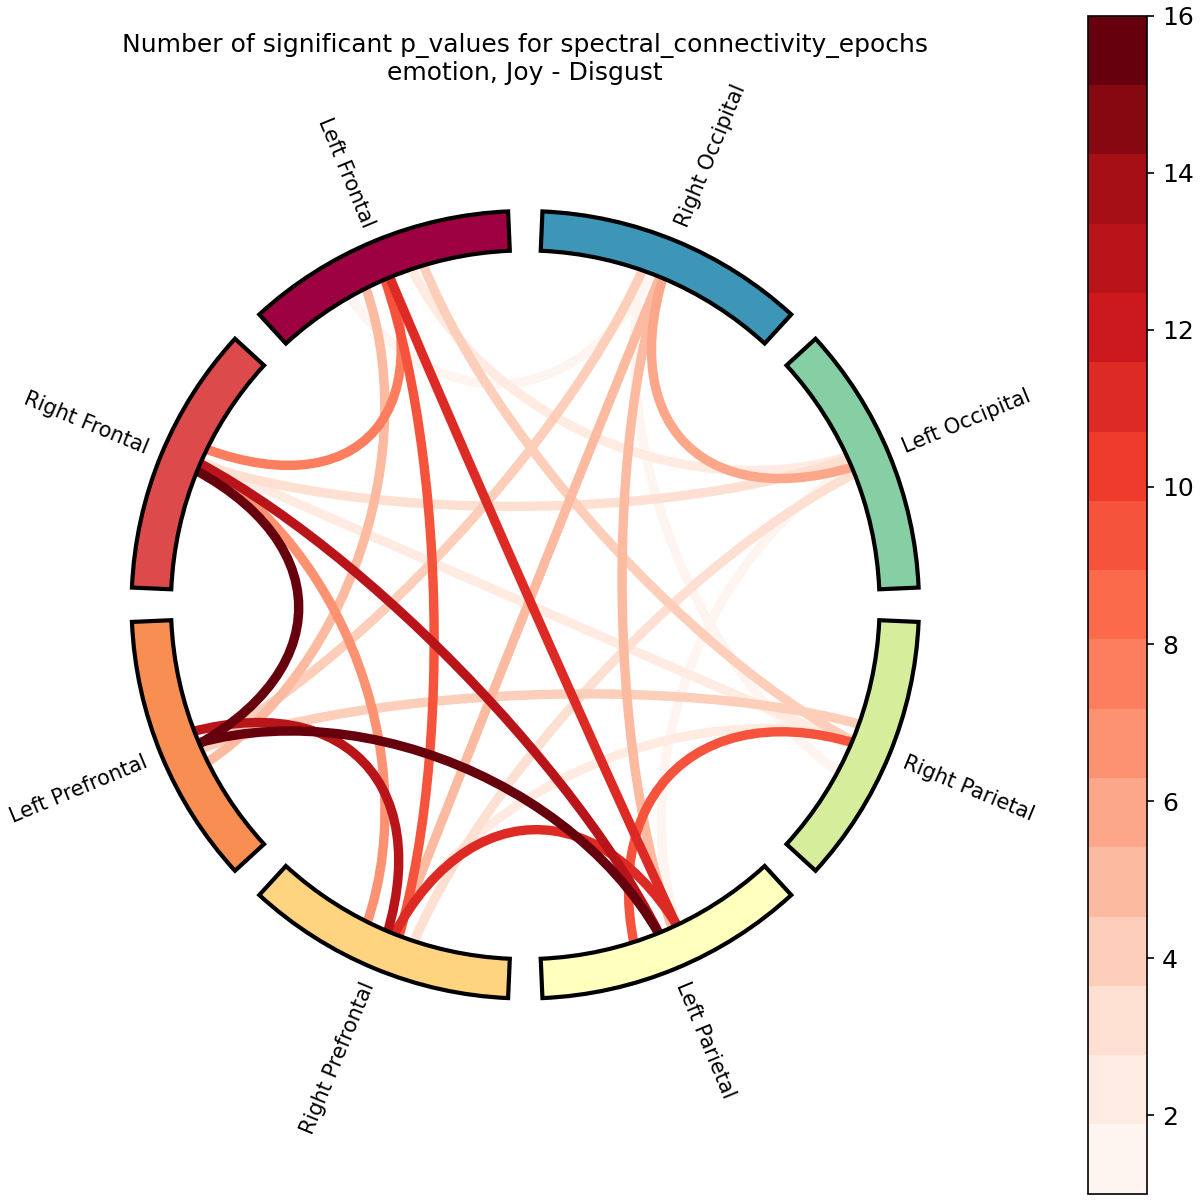 Number of significant p_values for spectral_connectivity_epochs
emotion, Joy - Disgust
Left Frontal
Right Occipital
Right Frontal
Left Occipital
Left Prefrontal
Right Parietal
Right Prefrontal
Left Parietal
16
14
12
10
8
6
4
2